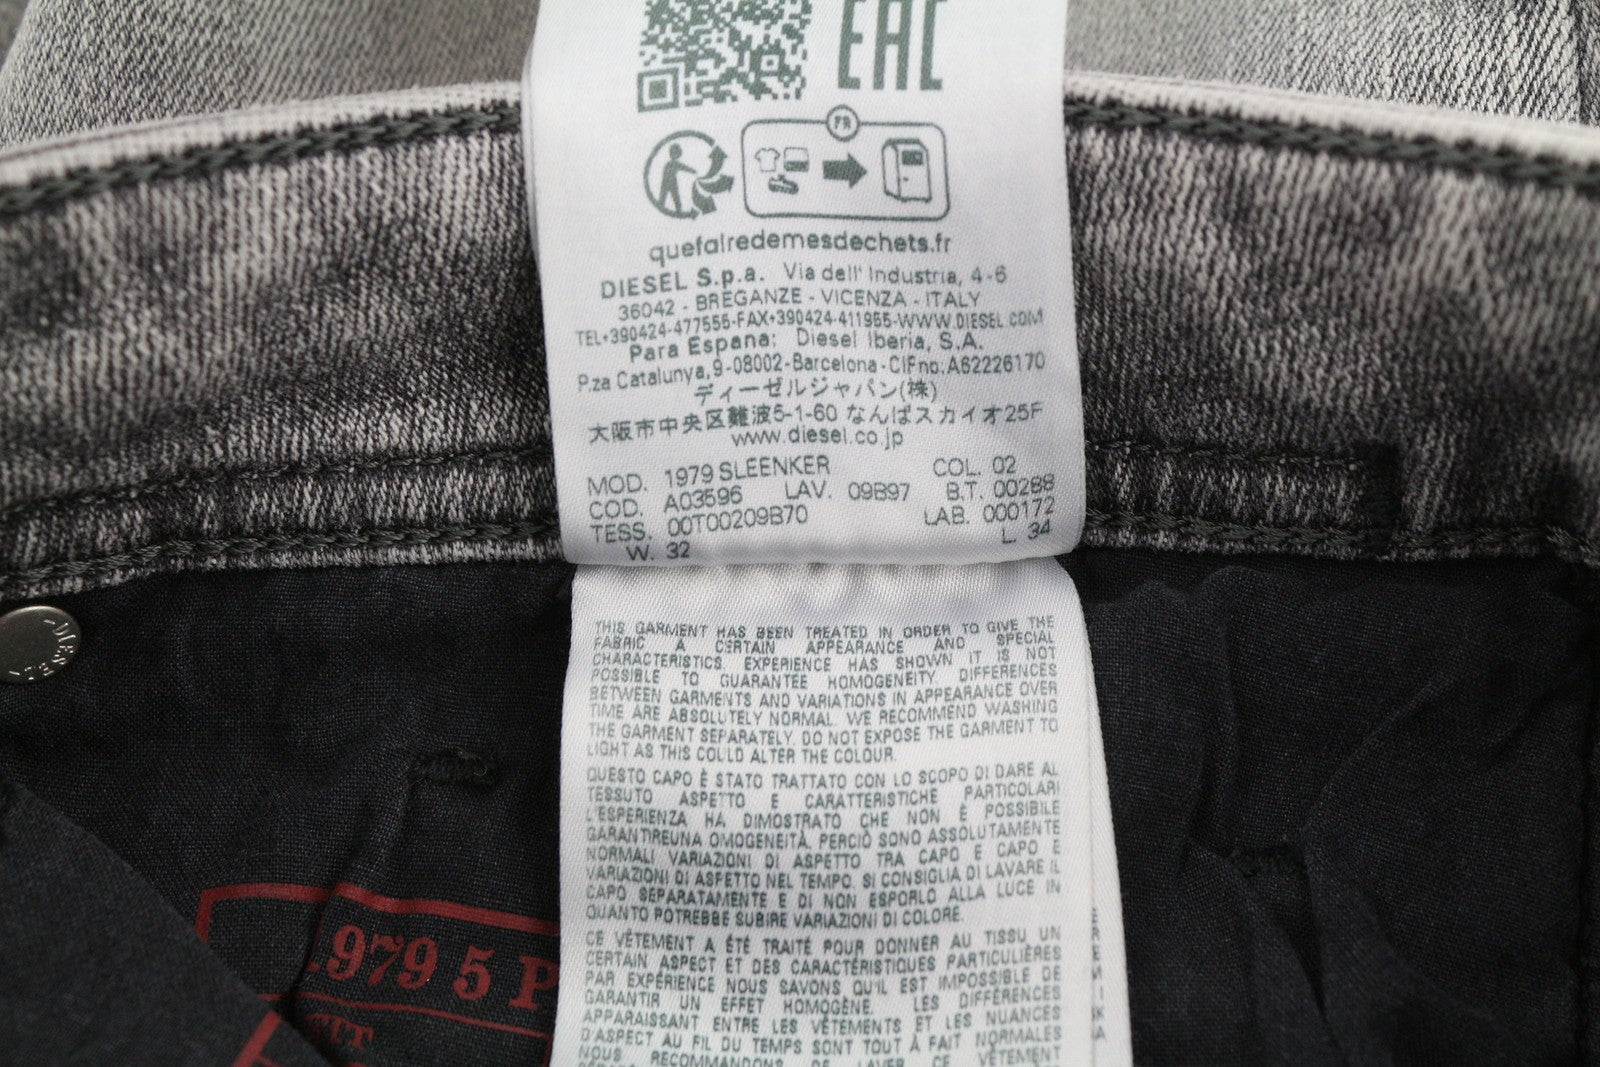 EAC
FR
quefairedemesdechets.fr
DIESEL S.p.a. Via dell' Industria, 4-6
36042 - BREGANZE - VICENZA - ITALY
TEL+390424-477555-FAX+390424-411955-WWW.DIESEL.COM
Para Espana: Diesel Iberia, S.A.
P.za Catalunya, 9-08002-Barcelona-CIFno.A62226170
ディーゼルジャパン(株)
大阪市中央区難波5-1-60 なんばスカイオ25F
www.diesel.co.jp
MOD. 1979 SLEENKER COL. 02
COD. A03596 LAV. 09B97 B.T. 00288
TESS. 00T00209B70 LAB. 000172
W. 32 L. 34
DIESEL
THIS GARMENT HAS BEEN TREATED IN ORDER TO GIVE THE
FABRIC A CERTAIN APPEARANCE AND SPECIAL
CHARACTERISTICS. EXPERIENCE HAS SHOWN IT IS NOT
POSSIBLE TO GUARANTEE HOMOGENEITY DIFFERENCES
BETWEEN GARMENTS AND VARIATIONS IN APPEARANCE OVER
TIME ARE ABSOLUTELY NORMAL. WE RECOMMEND WASHING
THE GARMENT SEPARATELY. DO NOT EXPOSE THE GARMENT TO
LIGHT AS THIS COULD ALTER THE COLOUR.
QUESTO CAPO È STATO TRATTATO CON LO SCOPO DI DARE AL
TESSUTO ASPETTO E CARATTERISTICHE PARTICOLARI
L'ESPERIENZA HA DIMOSTRATO CHE NON È POSSIBILE
GARANTIREUNA OMOGENEITÀ. PERCIÒ SONO ASSOLUTAMENTE
NORMALI VARIAZIONI DI ASPETTO TRA CAPO E CAPO E
VARIAZIONI DI ASPETTO NEL TEMPO. SI CONSIGLIA DI LAVARE IL
CAPO SEPARATAMENTE E DI NON ESPORLO ALLA LUCE IN
QUANTO POTREBBE SUBIRE VARIAZIONI DI COLORE.
CE VÊTEMENT A ÉTÉ TRAITÉ POUR DONNER AU TISSU UN
CERTAIN ASPECT ET DES CARACTÉRISTIQUES PARTICULIÈRES
PAR EXPÉRIENCE NOUS SAVONS QU'IL EST IMPOSSIBLE DE
GARANTIR UN EFFET HOMOGÈNE. LES DIFFÉRENCES
APPARAISSANT ENTRE LES VÊTEMENTS ET LES NUANCES
D'ASPECT AU FIL DU TEMPS SONT TOUT À FAIT NORMALES
NOUS RECOMMANDONS DE LAVER CE VÊTEMENT
1979 5 P